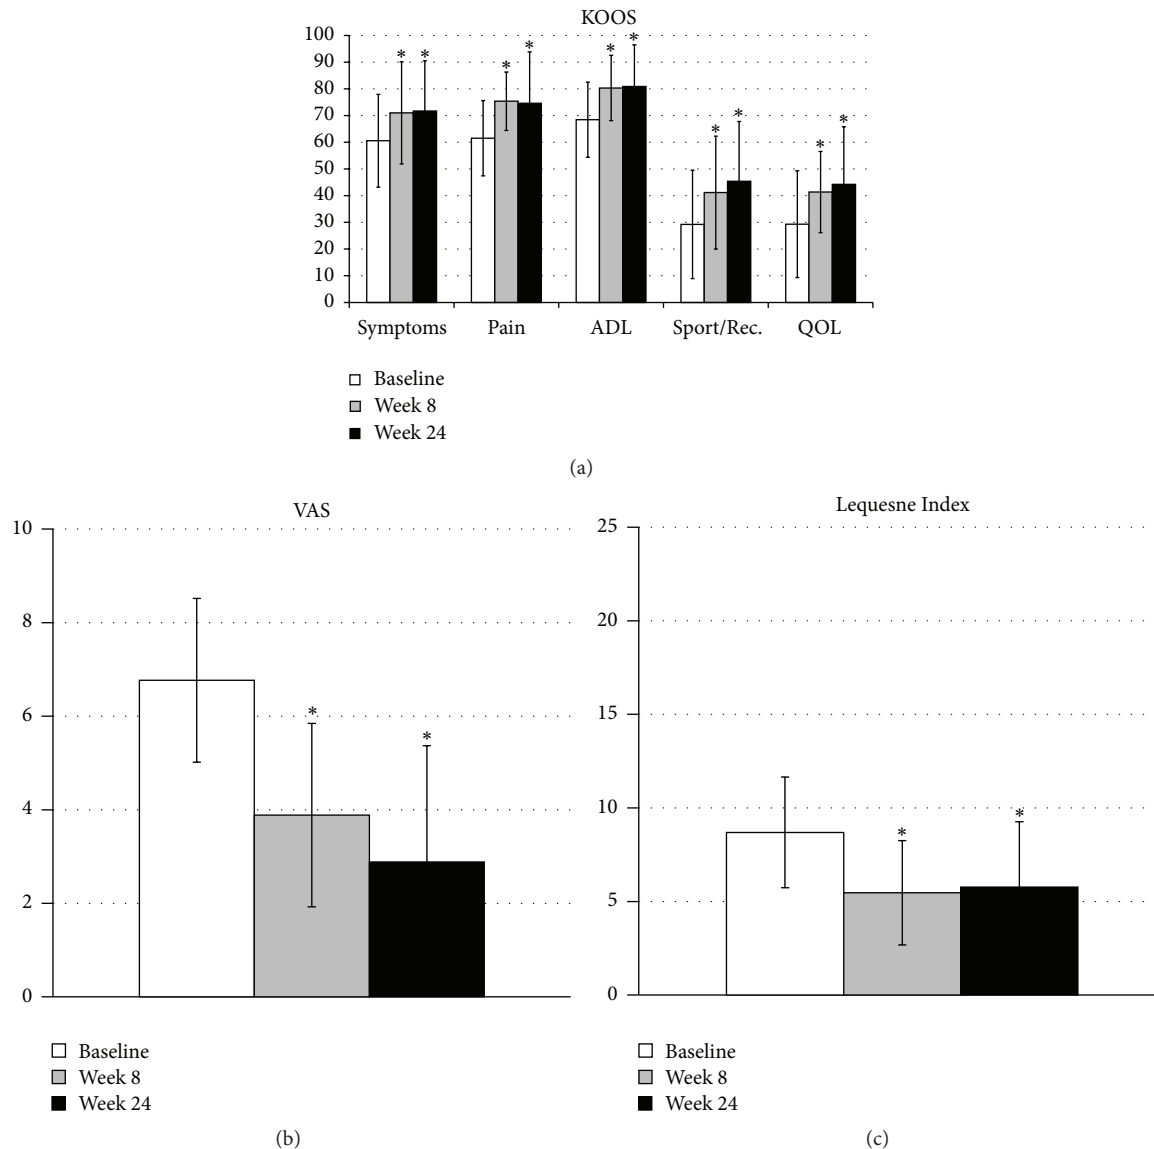 KOOS
100
90
80
70
60
50
40
30
20
10
0
* * * * * * * * * *
Symptoms Pain ADL Sport/Rec. QOL
Baseline
Week 8
Week 24
(a)
VAS
10
8
6
4
2
0
* *
Baseline
Week 8
Week 24
(b)
Lequesne Index
25
20
15
10
5
0
* *
Baseline
Week 8
Week 24
(c)